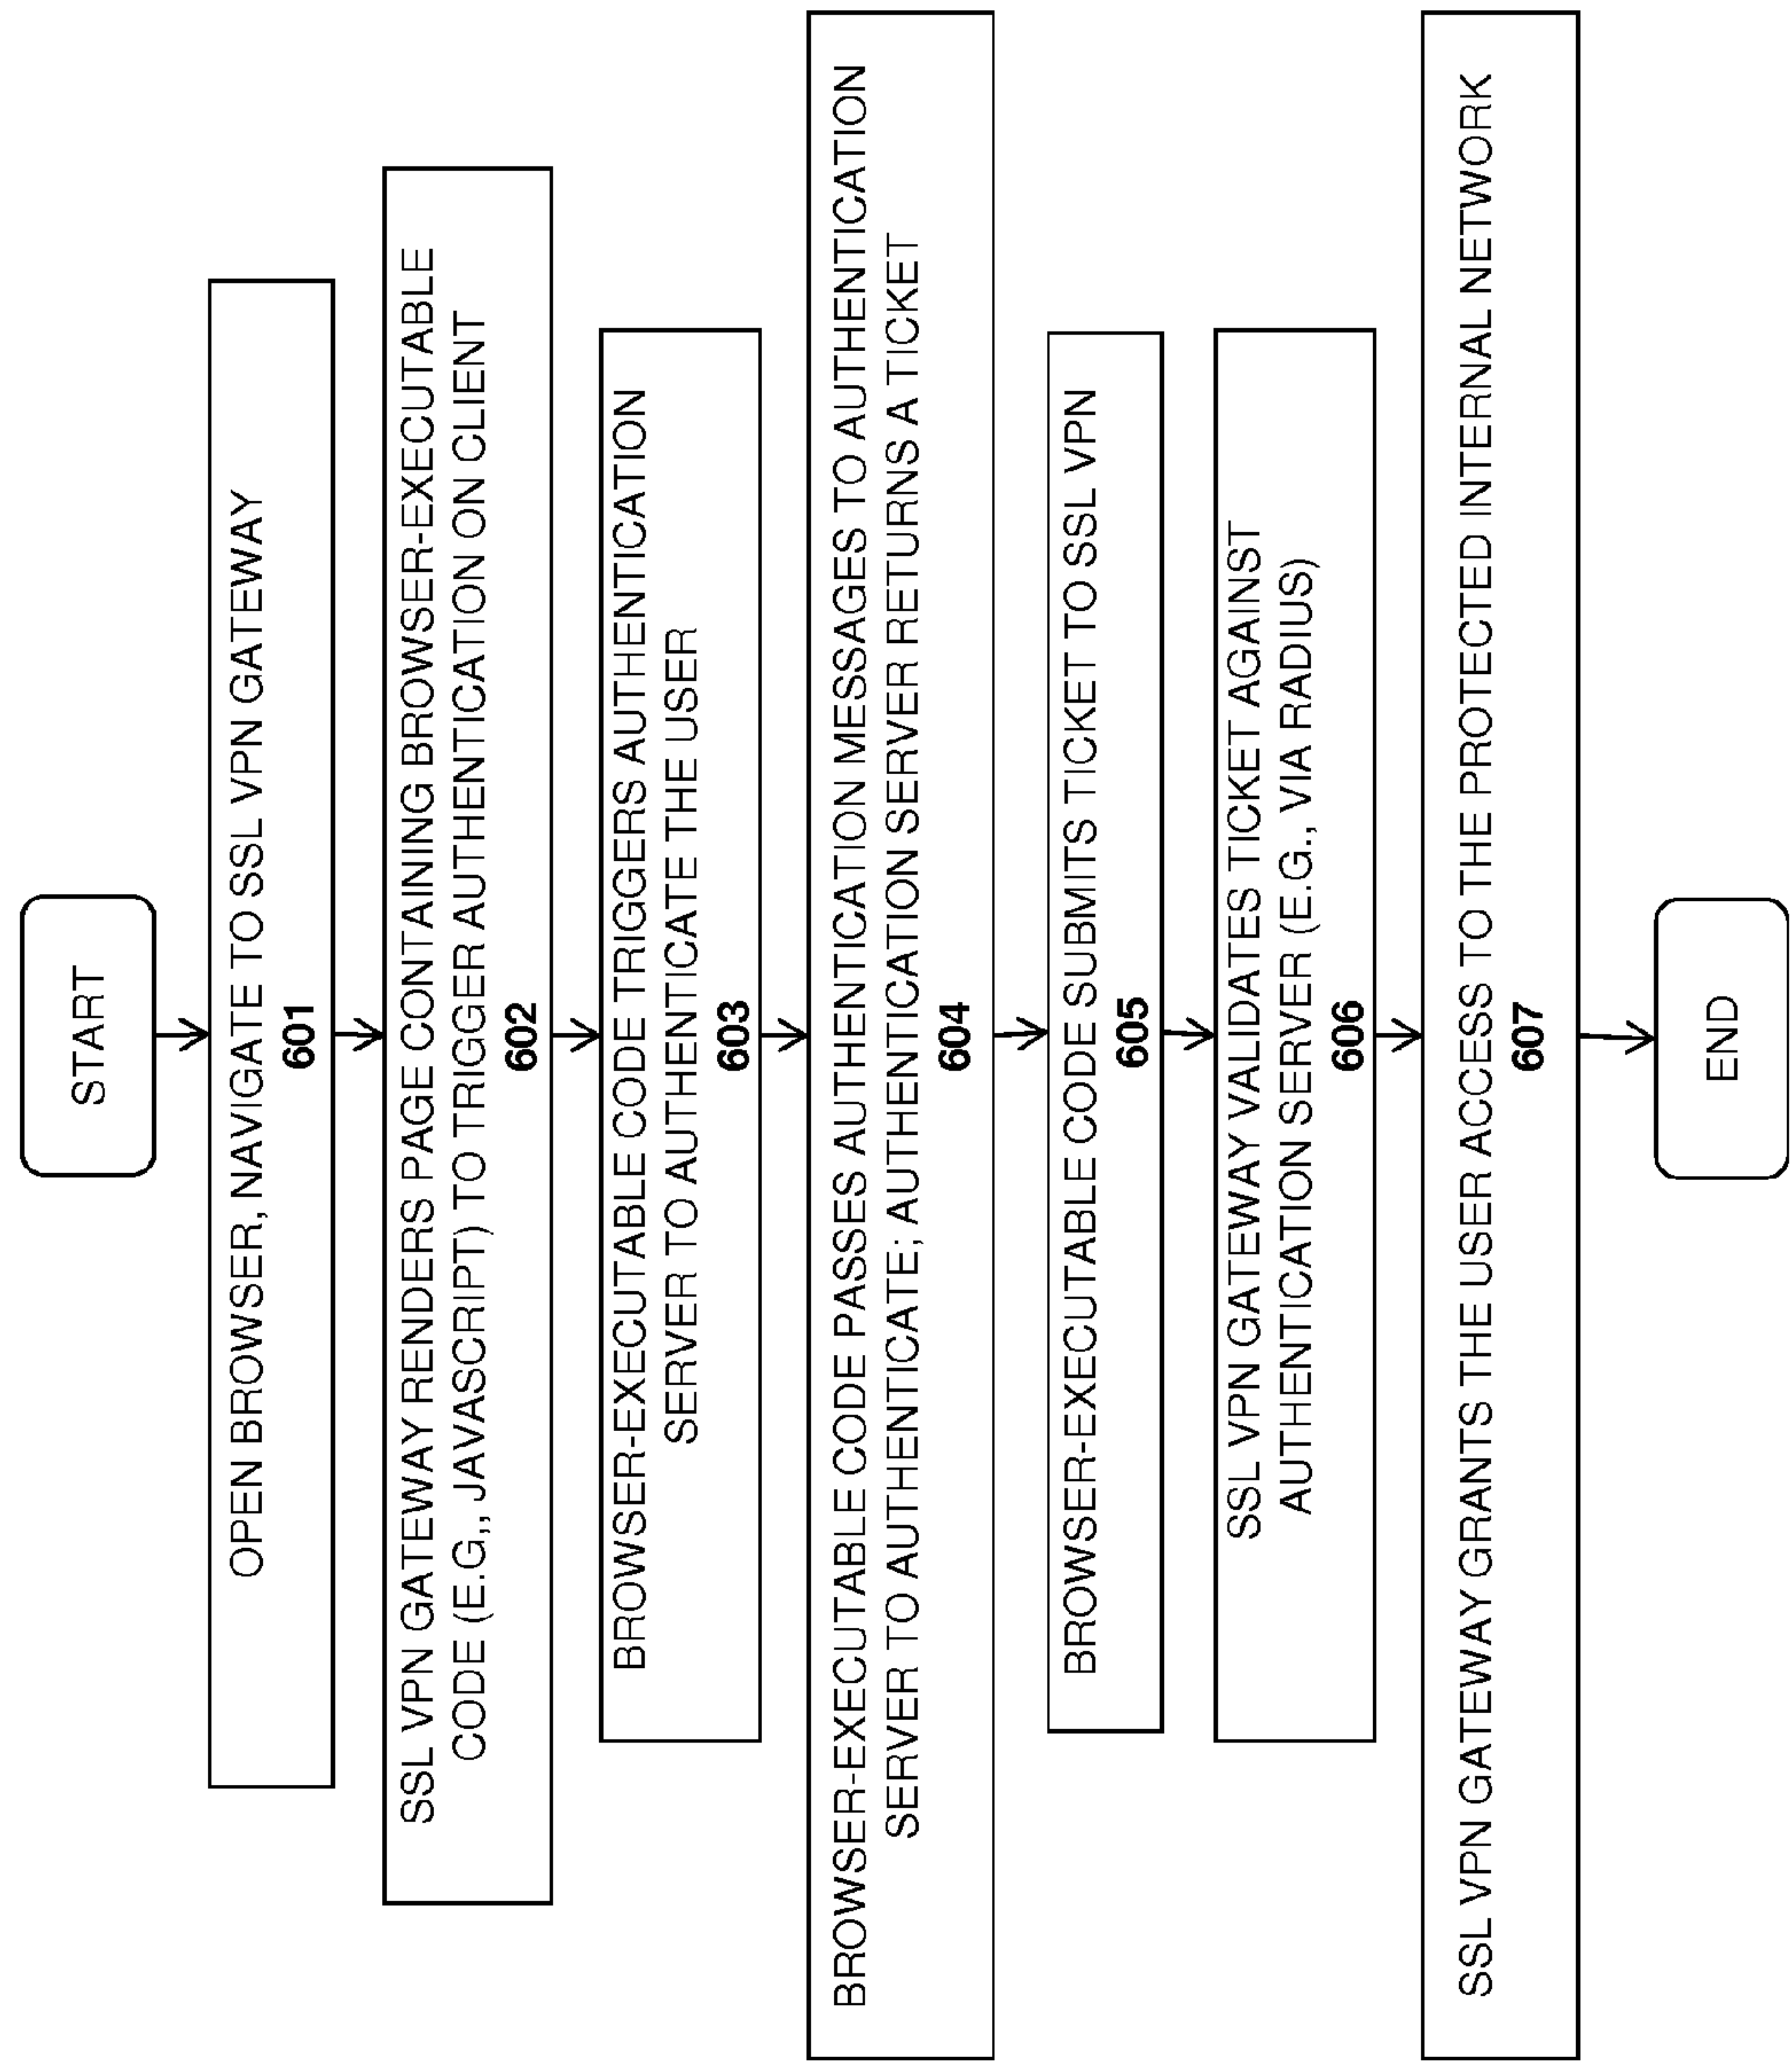 START
OPEN BROWSER, NAVIGATE TO SSL VPN GATEWAY
601
SSL VPN GATEWAY RENDERS PAGE CONTAINING BROWSER-EXECUTABLE
CODE (E.G,, JAVASCRIPT) TO TRIGGER AUTHENTICATION ON CLIENT
602
BROWSER-EXECUTABLE CODE TRIGGERS AUTHENTICATION
SERVER TO AUTHENTICATE THE USER
603
BROWSER-EXECUTABLE CODE PASSES AUTHENTICATION MESSAGES TO AUTHENTICATION
SERVER TO AUTHENTICATE; AUTHENTICATION SERVER RETURNS A TICKET
604
BROWSER-EXECUTABLE CODE SUBMITS TICKET TO SSL VPN
605
SSL VPN GATEWAY VALIDATES TICKET AGAINST
AUTHENTICATION SERVER (E.G., VIA RADIUS)
606
SSL VPN GATEWAY GRANTS THE USER ACCESS TO THE PROTECTED INTERNAL NETWORK
607
END